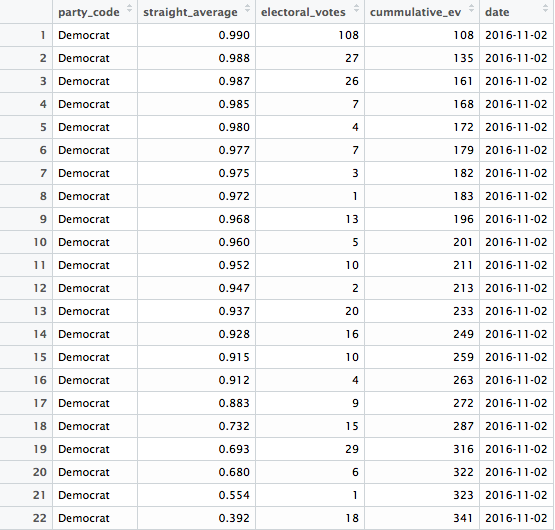 party_code straight_average electoral_votes cummulative_ev date
1 Democrat 0.990 108 108 2016-11-02
2 Democrat 0.988 27 135 2016-11-02
3 Democrat 0.987 26 161 2016-11-02
4 Democrat 0.985 7 168 2016-11-02
5 Democrat 0.980 4 172 2016-11-02
6 Democrat 0.977 7 179 2016-11-02
7 Democrat 0.975 3 182 2016-11-02
8 Democrat 0.972 1 183 2016-11-02
9 Democrat 0.968 13 196 2016-11-02
10 Democrat 0.960 5 201 2016-11-02
11 Democrat 0.952 10 211 2016-11-02
12 Democrat 0.947 2 213 2016-11-02
13 Democrat 0.937 20 233 2016-11-02
14 Democrat 0.928 16 249 2016-11-02
15 Democrat 0.915 10 259 2016-11-02
16 Democrat 0.912 4 263 2016-11-02
17 Democrat 0.883 9 272 2016-11-02
18 Democrat 0.732 15 287 2016-11-02
19 Democrat 0.693 29 316 2016-11-02
20 Democrat 0.680 6 322 2016-11-02
21 Democrat 0.554 1 323 2016-11-02
22 Democrat 0.392 18 341 2016-11-02